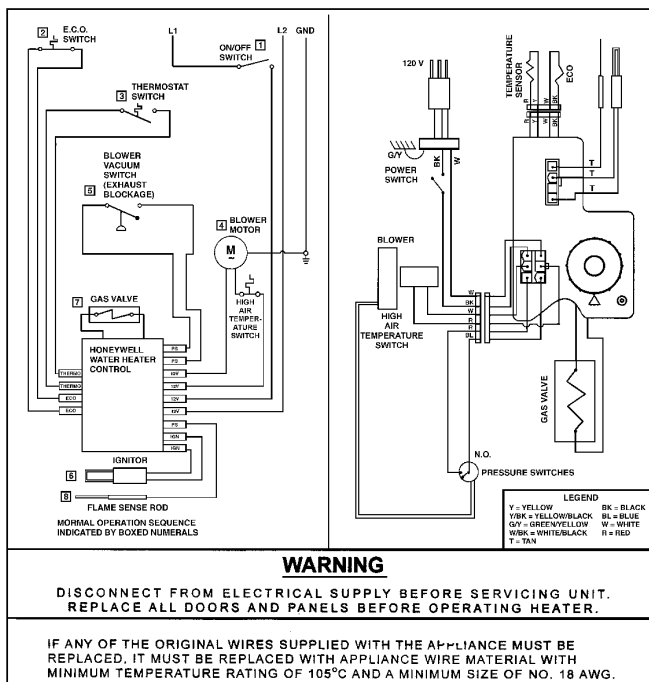 2 E.C.O.
SWITCH
L1
L2 GND
ON/OFF 1
SWITCH
3 THERMOSTAT
SWITCH
BLOWER
VACUUM
SWITCH
(EXHAUST
BLOCKAGE)
5
4 BLOWER
MOTOR
M
~
7 GAS VALVE
HIGH
AIR
TEMPER-
ATURE
SWITCH
HONEYWELL
WATER HEATER
CONTROL
THERMO
THERMO
ECO
ECO
PS
PS
12V
12V
12V
FS
IGN
IGN
IGNITOR
6
8
FLAME SENSE ROD
MORMAL OPERATION SEQUENCE
INDICATED BY BOXED NUMERALS
120 V
TEMPERATURE
SENSOR
ECO
R
Y
W
BK
R
Y
W
BK
G/Y
BK
W
POWER
SWITCH
T
T
T
BLOWER
HIGH
AIR
TEMPERATURE
SWITCH
W
BK
W
R
R
BL
GAS VALVE
N.O.
PRESSURE SWITCHES
LEGEND
Y = YELLOW BK = BLACK
Y/BK = YELLOW/BLACK BL = BLUE
G/Y = GREEN/YELLOW W = WHITE
W/BK = WHITE/BLACK R = RED
T = TAN
WARNING
DISCONNECT FROM ELECTRICAL SUPPLY BEFORE SERVICING UNIT.
REPLACE ALL DOORS AND PANELS BEFORE OPERATING HEATER.
IF ANY OF THE ORIGINAL WIRES SUPPLIED WITH THE APPLIANCE MUST BE
REPLACED, IT MUST BE REPLACED WITH APPLIANCE WIRE MATERIAL WITH
MINIMUM TEMPERATURE RATING OF 105°C AND A MINIMUM SIZE OF NO. 18 AWG.